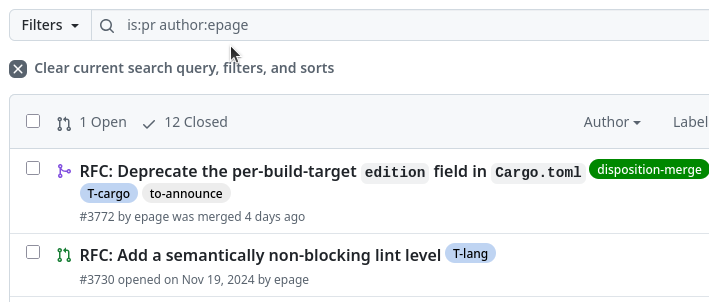 Filters is:pr author:epage
Clear current search query, filters, and sorts
1 Open 12 Closed Author Label
RFC: Deprecate the per-build-target edition field in Cargo.toml disposition-merge
T-cargo to-announce
#3772 by epage was merged 4 days ago
RFC: Add a semantically non-blocking lint level T-lang
#3730 opened on Nov 19, 2024 by epage